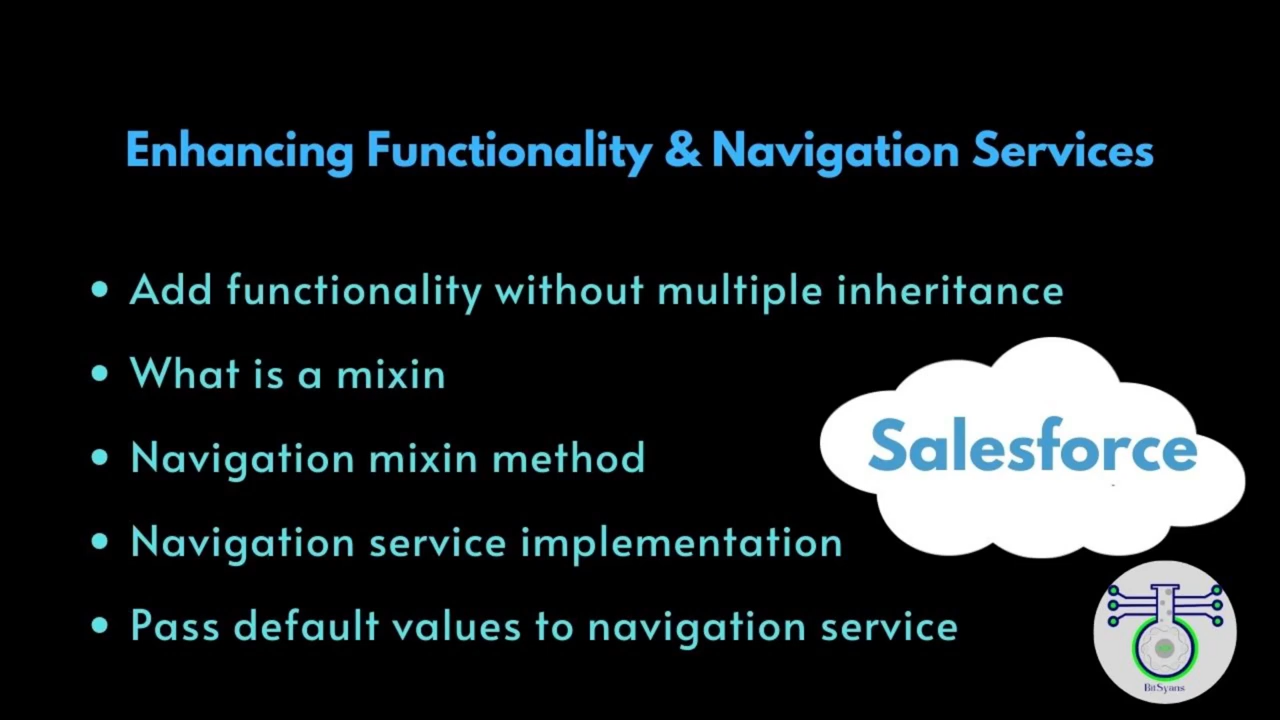 Enhancing Functionality & Navigation Services
• Add functionality without multiple inheritance
• What is a mixin
• Navigation mixin method
• Navigation service implementation
• Pass default values to navigation service
Salesforce
BitSyans